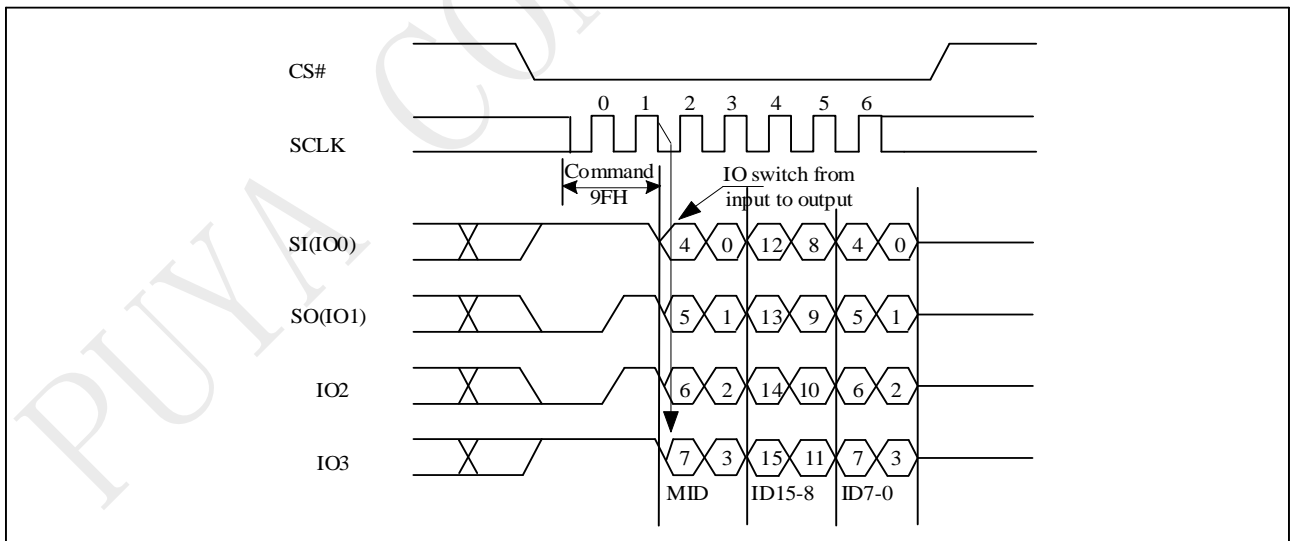 PUYA CON
CS#
0 1 2 3 4 5 6
SCLK
Command
9FH
IO switch from
input to output
SI(IO0)
4 0 12 8 4 0
SO(IO1)
5 1 13 9 5 1
IO2
6 2 14 10 6 2
IO3
7 3 15 11 7 3
MID ID15-8 ID7-0